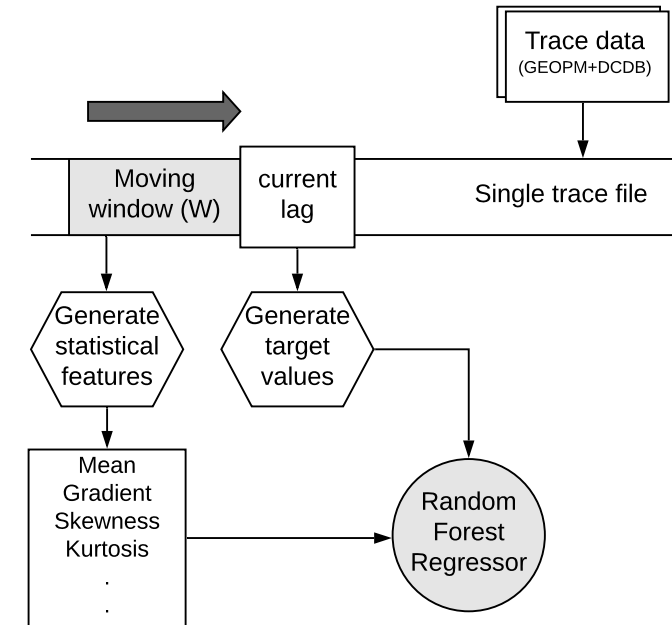 Trace data
(GEOPM+DCDB)
Moving
window (W)
current
lag
Single trace file
Generate
statistical
features
Generate
target
values
Mean
Gradient
Skewness
Kurtosis
.
.
Random
Forest
Regressor